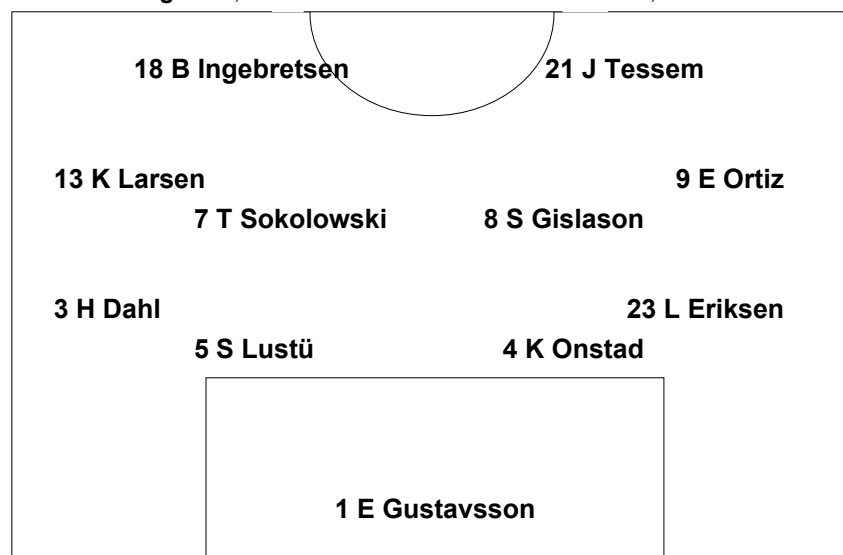 18 B Ingebretsen 21 J Tessem
13 K Larsen 9 E Ortiz
7 T Sokolowski 8 S Gislason
3 H Dahl 23 L Eriksen
5 S Lustü 4 K Onstad
1 E Gustavsson